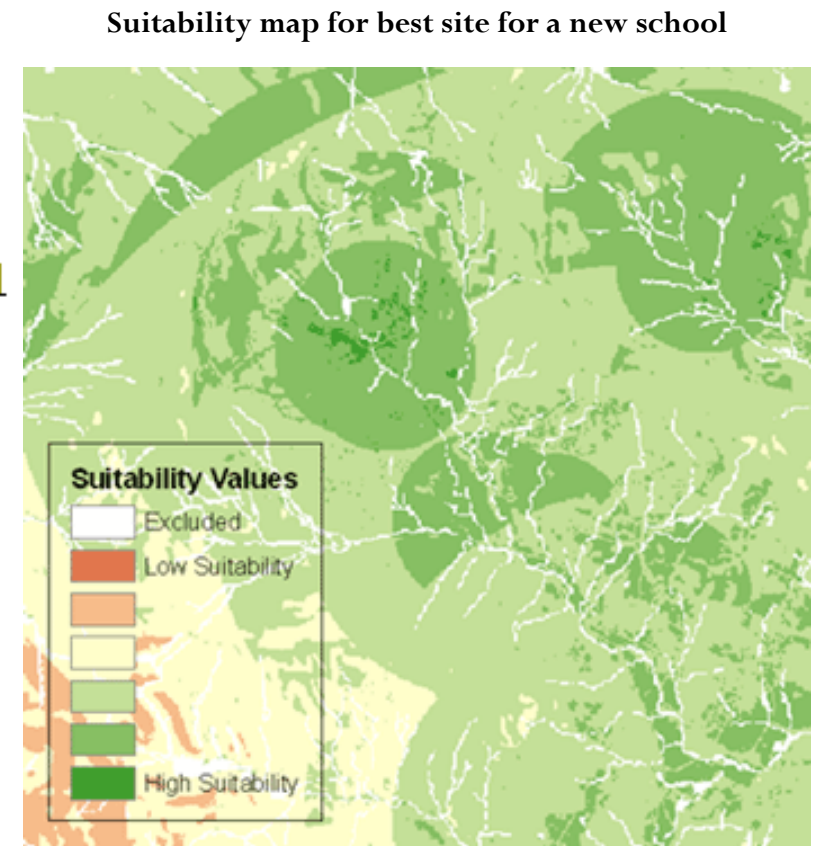 Suitability map for best site for a new school
Suitability Values
Excluded
Low Suitability
High Suitability